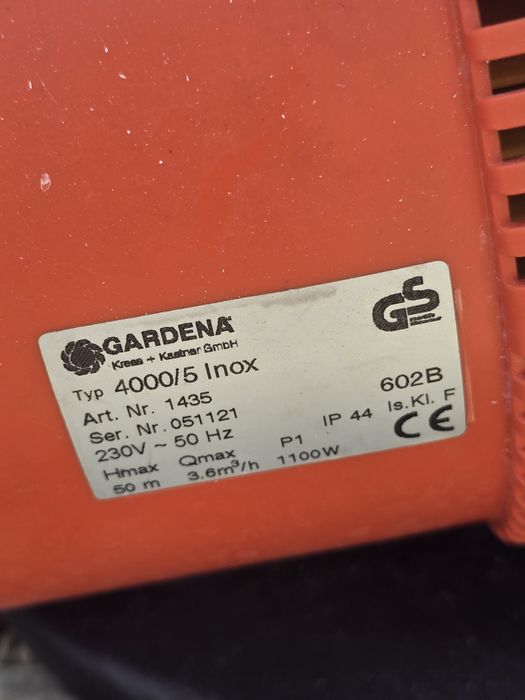 GARDENA
Kress + Kastner GmbH
GS
Typ 4000/5 Inox
Art. Nr. 1435
602B
Ser. Nr. 051121
IP 44 Is.Kl. F
230V ~ 50 Hz
CE
Hmax Qmax P1
50 m 3.6m³/h 1100W